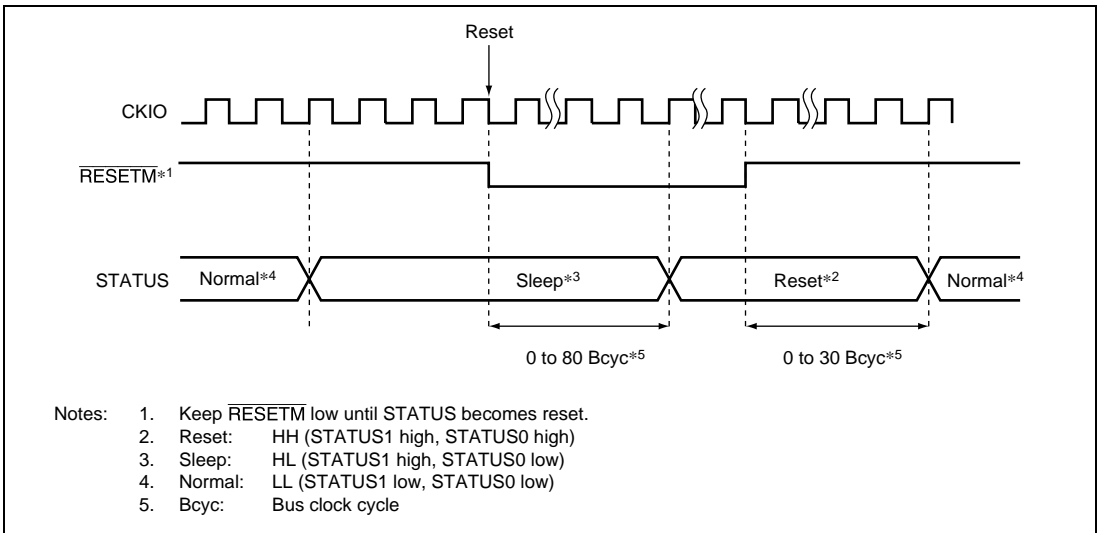 Reset
CKIO
RESETM*1
STATUS Normal*4 Sleep*3 Reset*2 Normal*4
0 to 80 Bcyc*5 0 to 30 Bcyc*5
Notes: 1. Keep RESETM low until STATUS becomes reset.
2. Reset: HH (STATUS1 high, STATUS0 high)
3. Sleep: HL (STATUS1 high, STATUS0 low)
4. Normal: LL (STATUS1 low, STATUS0 low)
5. Bcyc: Bus clock cycle